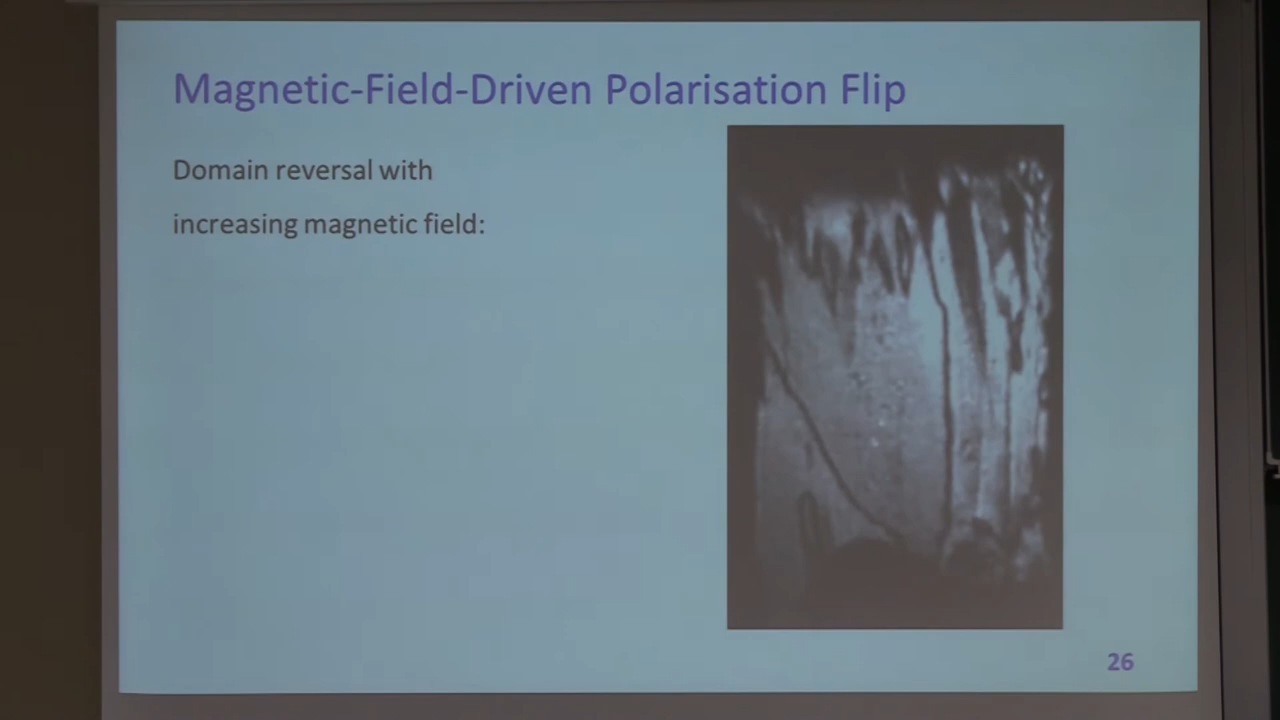 Magnetic-Field-Driven Polarisation Flip
Domain reversal with
increasing magnetic field:
26